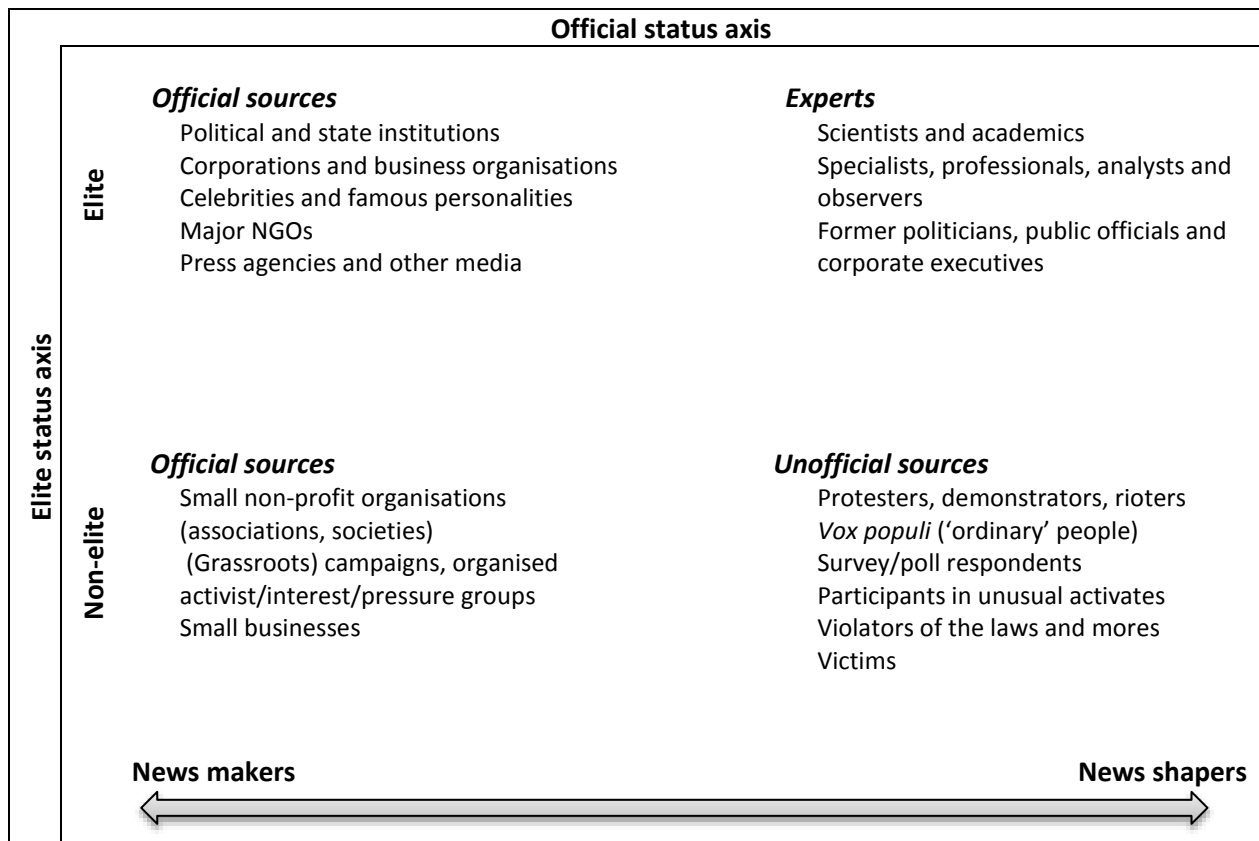 Official status axis
Elite status axis
Elite
Official sources
Political and state institutions
Corporations and business organisations
Celebrities and famous personalities
Major NGOs
Press agencies and other media
Experts
Scientists and academics
Specialists, professionals, analysts and
observers
Former politicians, public officials and
corporate executives
Non-elite
Official sources
Small non-profit organisations
(associations, societies)
(Grassroots) campaigns, organised
activist/interest/pressure groups
Small businesses
Unofficial sources
Protesters, demonstrators, rioters
Vox populi (‘ordinary’ people)
Survey/poll respondents
Participants in unusual activates
Violators of the laws and mores
Victims
News makers
News shapers